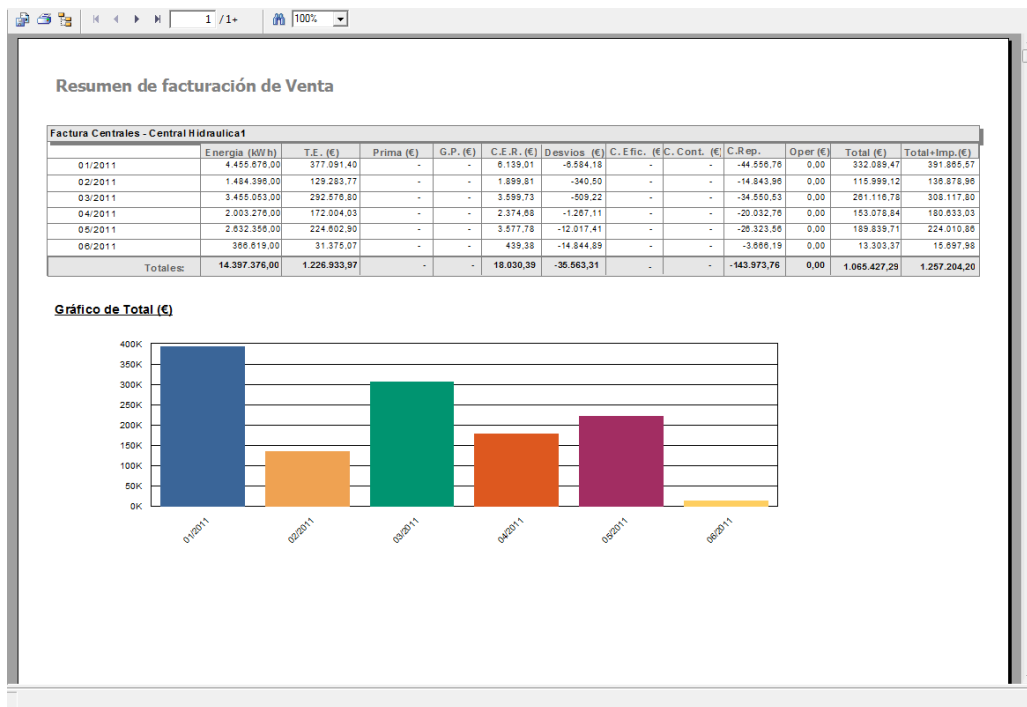 1 /1+ 100%
Resumen de facturación de Venta
Factura Centrales - Central Hidraulica1
Energia (kWh) T.E. (€) Prima (€) G.P. (€) C.E.R. (€) Desvios (€) C. Efic. (€ C. Cont. (€) C.Rep. Oper (€) Total (€) Total+Imp.(€)
01/2011 4.455.676,00 377.091,40 - - 6.139,01 -6.584,18 - - -44.556,76 0,00 332.089,47 391.865,57
02/2011 1.484.396,00 129.283,77 - - 1.899,81 -340,50 - - -14.843,96 0,00 115.999,12 136.878,96
03/2011 3.455.053,00 292.576,80 - - 3.599,73 -509,22 - - -34.550,53 0,00 261.116,78 308.117,80
04/2011 2.003.276,00 172.004,03 - - 2.374,68 -1.267,11 - - -20.032,76 0,00 153.078,84 180.633,03
05/2011 2.632.356,00 224.602,90 - - 3.577,78 -12.017,41 - - -26.323,56 0,00 189.839,71 224.010,86
06/2011 366.619,00 31.375,07 - - 439,38 -14.844,89 - - -3.666,19 0,00 13.303,37 15.697,98
Totales: 14.397.376,00 1.226.933,97 - - 18.030,39 -35.563,31 - - -143.973,76 0,00 1.065.427,29 1.257.204,20
Gráfico de Total (€)
400K
350K
300K
250K
200K
150K
100K
50K
0K
01/2011 02/2011 03/2011 04/2011 05/2011 06/2011